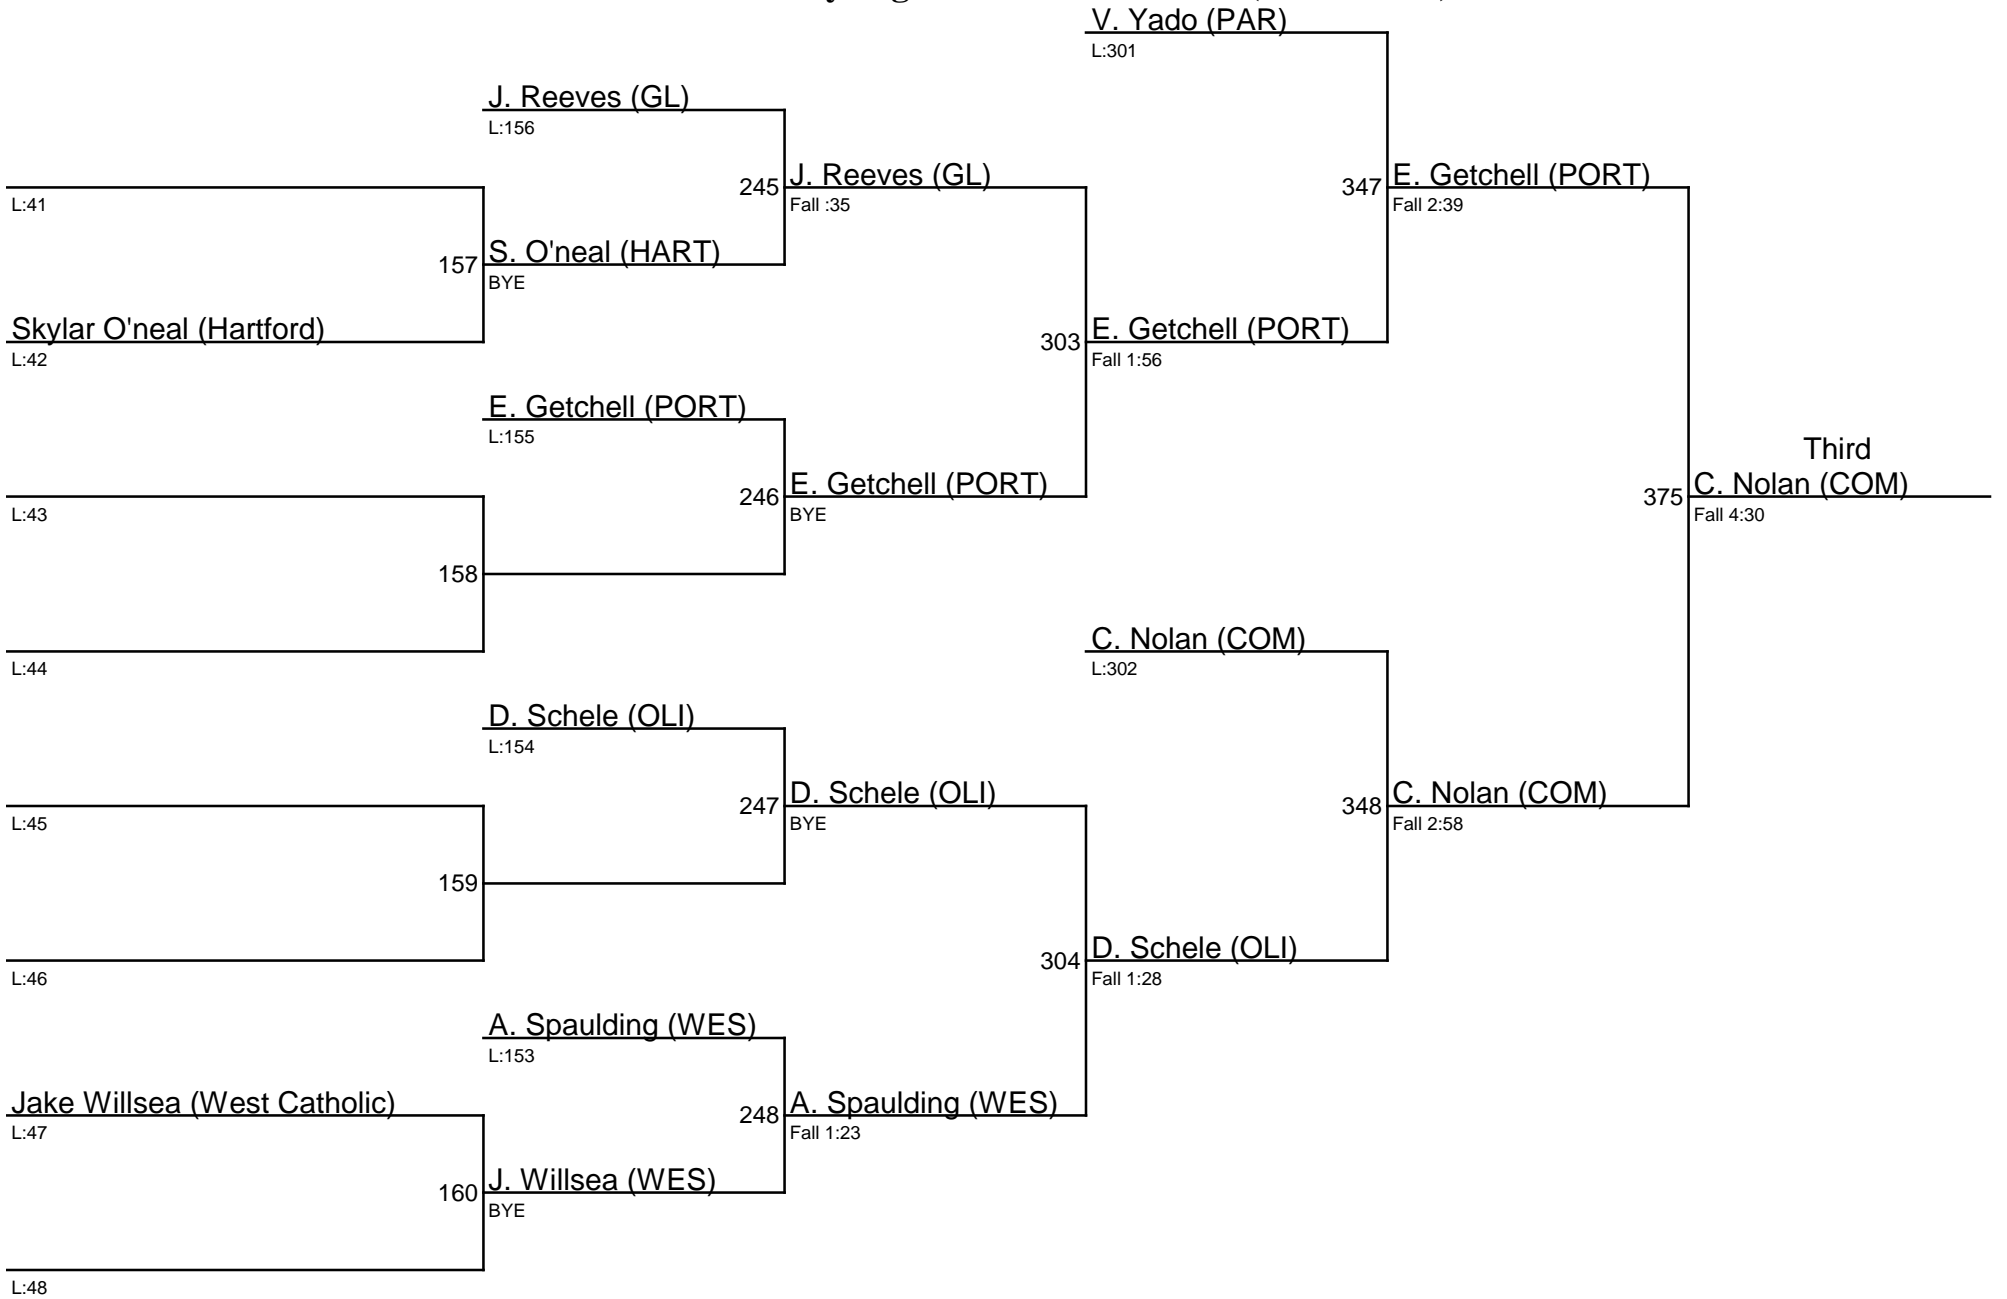 V. Yado (PAR)
L:301
J. Reeves (GL)
L:156
245
J. Reeves (GL)
Fall :35
347
E. Getchell (PORT)
Fall 2:39
L:41
157
S. O'neal (HART)
BYE
Skylar O'neal (Hartford)
L:42
303
E. Getchell (PORT)
Fall 1:56
E. Getchell (PORT)
L:155
Third
L:43
246
E. Getchell (PORT)
BYE
375
C. Nolan (COM)
Fall 4:30
158
L:44
C. Nolan (COM)
L:302
D. Schele (OLI)
L:154
L:45
247
D. Schele (OLI)
BYE
348
C. Nolan (COM)
Fall 2:58
159
L:46
304
D. Schele (OLI)
Fall 1:28
A. Spaulding (WES)
L:153
Jake Willsea (West Catholic)
L:47
248
A. Spaulding (WES)
Fall 1:23
160
J. Willsea (WES)
BYE
L:48